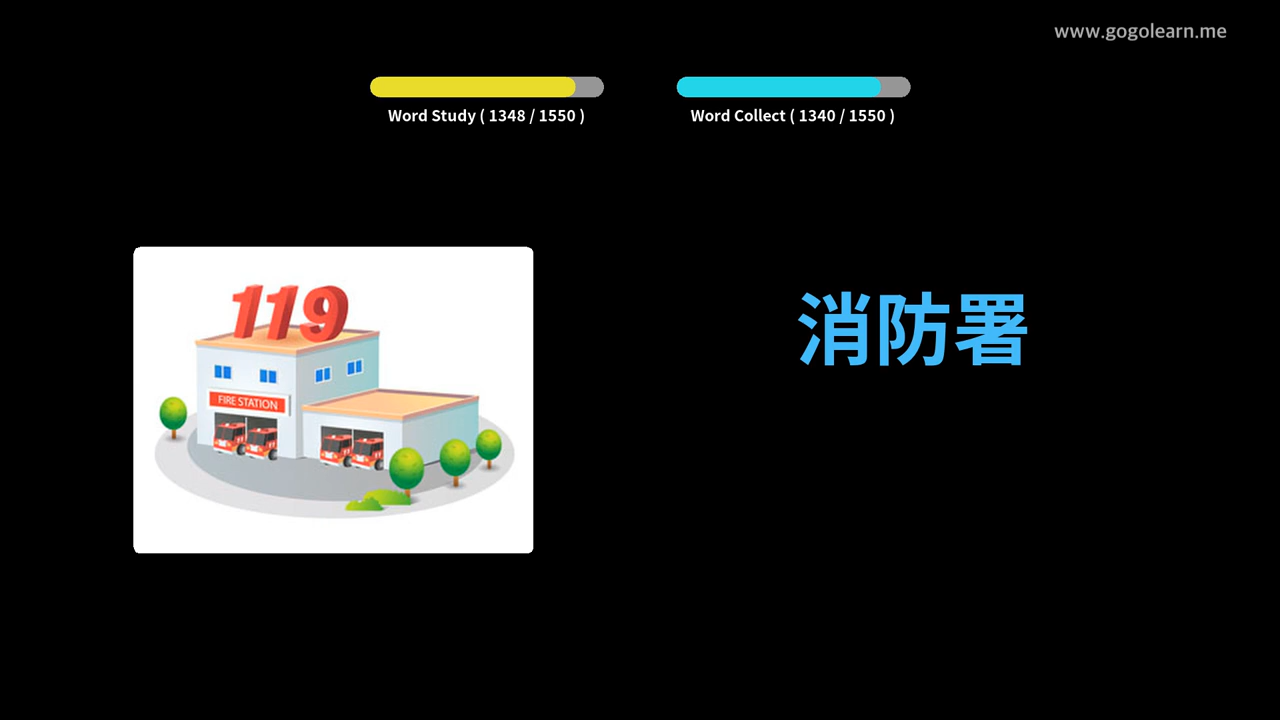 www.gogolearn.me
Word Study ( 1348 / 1550 )
Word Collect ( 1340 / 1550 )
119
FIRE STATION
消防署